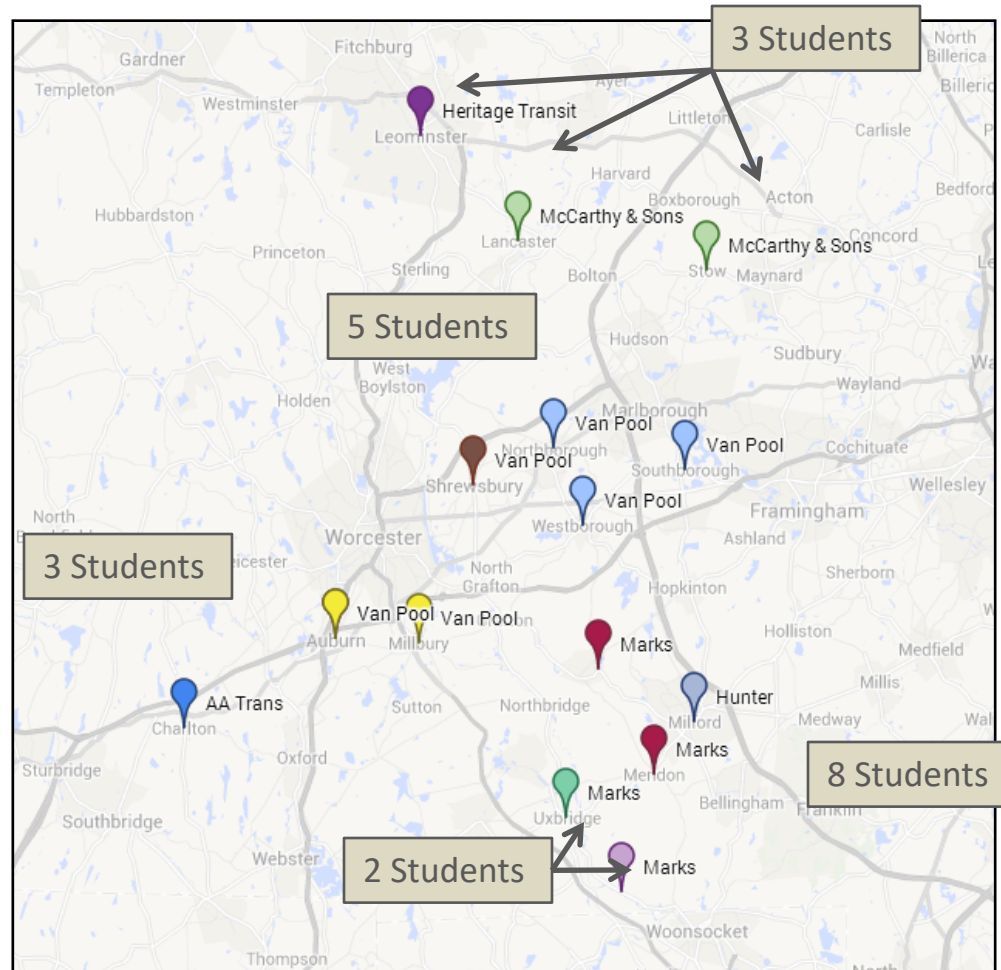 3 Students
North
Billerica
Fitchburg
Gardner
Templeton
Westminster
Ayer
Heritage Transit
Leominster
Littleton
Carlisle
Harvard
Boxborough
Acton
Bedford
Hubbardston
McCarthy & Sons
Lancaster
Concord
McCarthy & Sons
Princeton
Sterling
Bolton
Stow
Maynard
5 Students
Hudson
West
Boylston
Sudbury
Holden
Wayland
Marlborough
Van Pool
Northborough
Van Pool
Cochituate
Southborough
Van Pool
Shrewsbury
Wellesley
Van Pool
Westborough
North
Framingham
Worcester
Ashland
3 Students
North
Grafton
Hopkinton
Sherborn
Van Pool
Van Pool
Auburn
Millbury
Holliston
Marks
Medfield
Millis
AA Trans
Charlton
Sutton
Northbridge
Hunter
Milford
Medway
Oxford
Marks
Mendon
8 Students
Sturbridge
Marks
Bellingham
Franklin
Southbridge
Uxbridge
Webster
2 Students
Marks
Woonsocket
Thompson